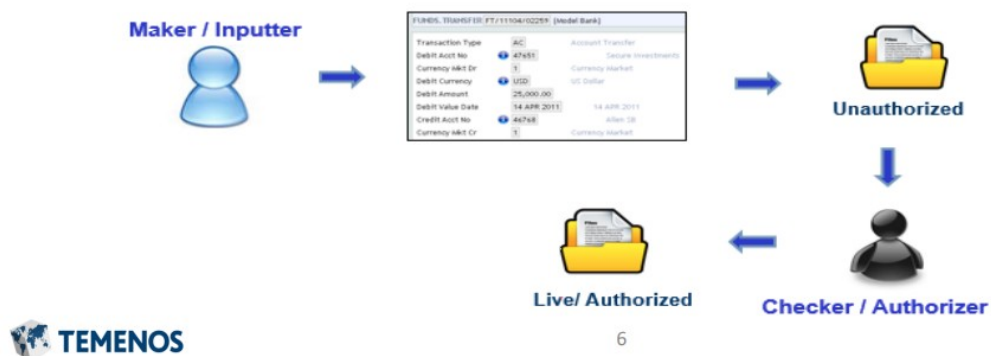 Maker / Inputter
FUNDS.TRANSFER FT/11104/02259 (Model Bank)
Transaction Type AC Account Transfer
Debit Acct No 47651 Secure Investments
Currency Mkt Dr 1 Currency Market
Debit Currency USD US Dollar
Debit Amount 25,000.00
Debit Value Date 14 APR 2011 14 APR 2011
Credit Acct No 46768 Allen SB
Currency Mkt Cr 1 Currency Market
Unauthorized
Live/ Authorized
Checker / Authorizer
TEMENOS
6